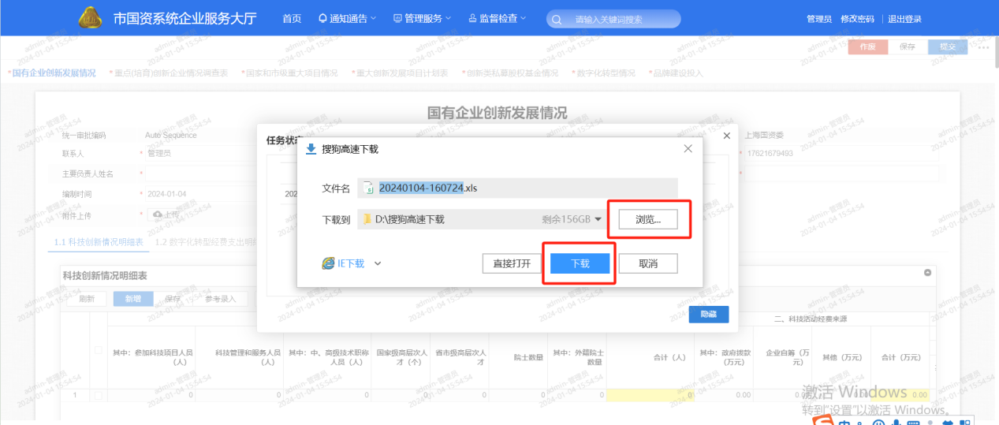 市国资系统企业服务大厅 首页 通知通告 管理服务 监督检查 请输入关键词搜索 管理员 修改密码 退出登录
作废 保存 提交
*国有企业创新发展情况 *重点(培育)创新企业情况调查表 *国家和市级重大项目情况 *重大创新发展项目计划表 *创新类私募股权基金情况 *数字化转型情况 *品牌建设投入
国有企业创新发展情况
统一审批编码 Auto Sequence 上海国资委
任务状态
搜狗高速下载
联系人 * 管理员 * 17621679493
主要负责人姓名 * *
文件名 20240104-160724.xls
编制时间 * 2024-01-04 202
附件上传 * 上传
下载到 D:\搜狗高速下载 剩余156GB 浏览...
1.1 科技创新情况明细表 1.2 数字化转型经费支出明细
IE下载 直接打开 下载 取消
科技创新情况明细表
刷新 新增 保存 参考录入
隐藏
二、科技活动经费来源
其中：参加科技项目人员（人） 科技管理和服务人员（人） 其中：中、高级技术职称人员（人） 国家级高层次人才（个） 省市级高层次人才 院士数量 其中：外籍院士数量 合计（人） 其中：政府拨款（万元） 企业自筹（万元） 其他（万元） 合计（万元）
1 0 0 0 0 0 0 0 0 0.00 0.00 0.00 0.00
激活 Windows
转到"设置"以激活 Windows。
中
admin-管理员
2024-01-04 15:54:54